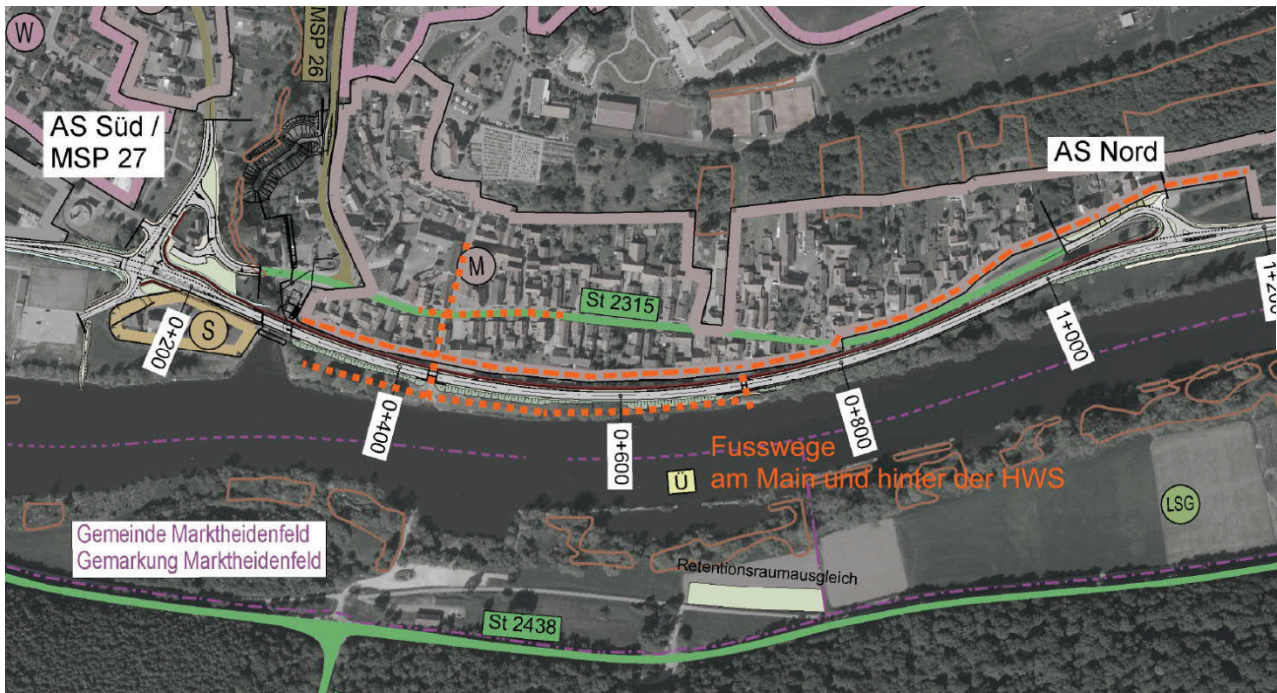 W
MSP 26
AS Süd /
MSP 27
AS Nord
M
St 2315
S
0+200
0+400
0+600
0+800
1+000
1+200
Fusswege
am Main und hinter der HWS
Ü
LSG
Gemeinde Marktheidenfeld
Gemarkung Marktheidenfeld
Retentionsraumausgleich
St 2438